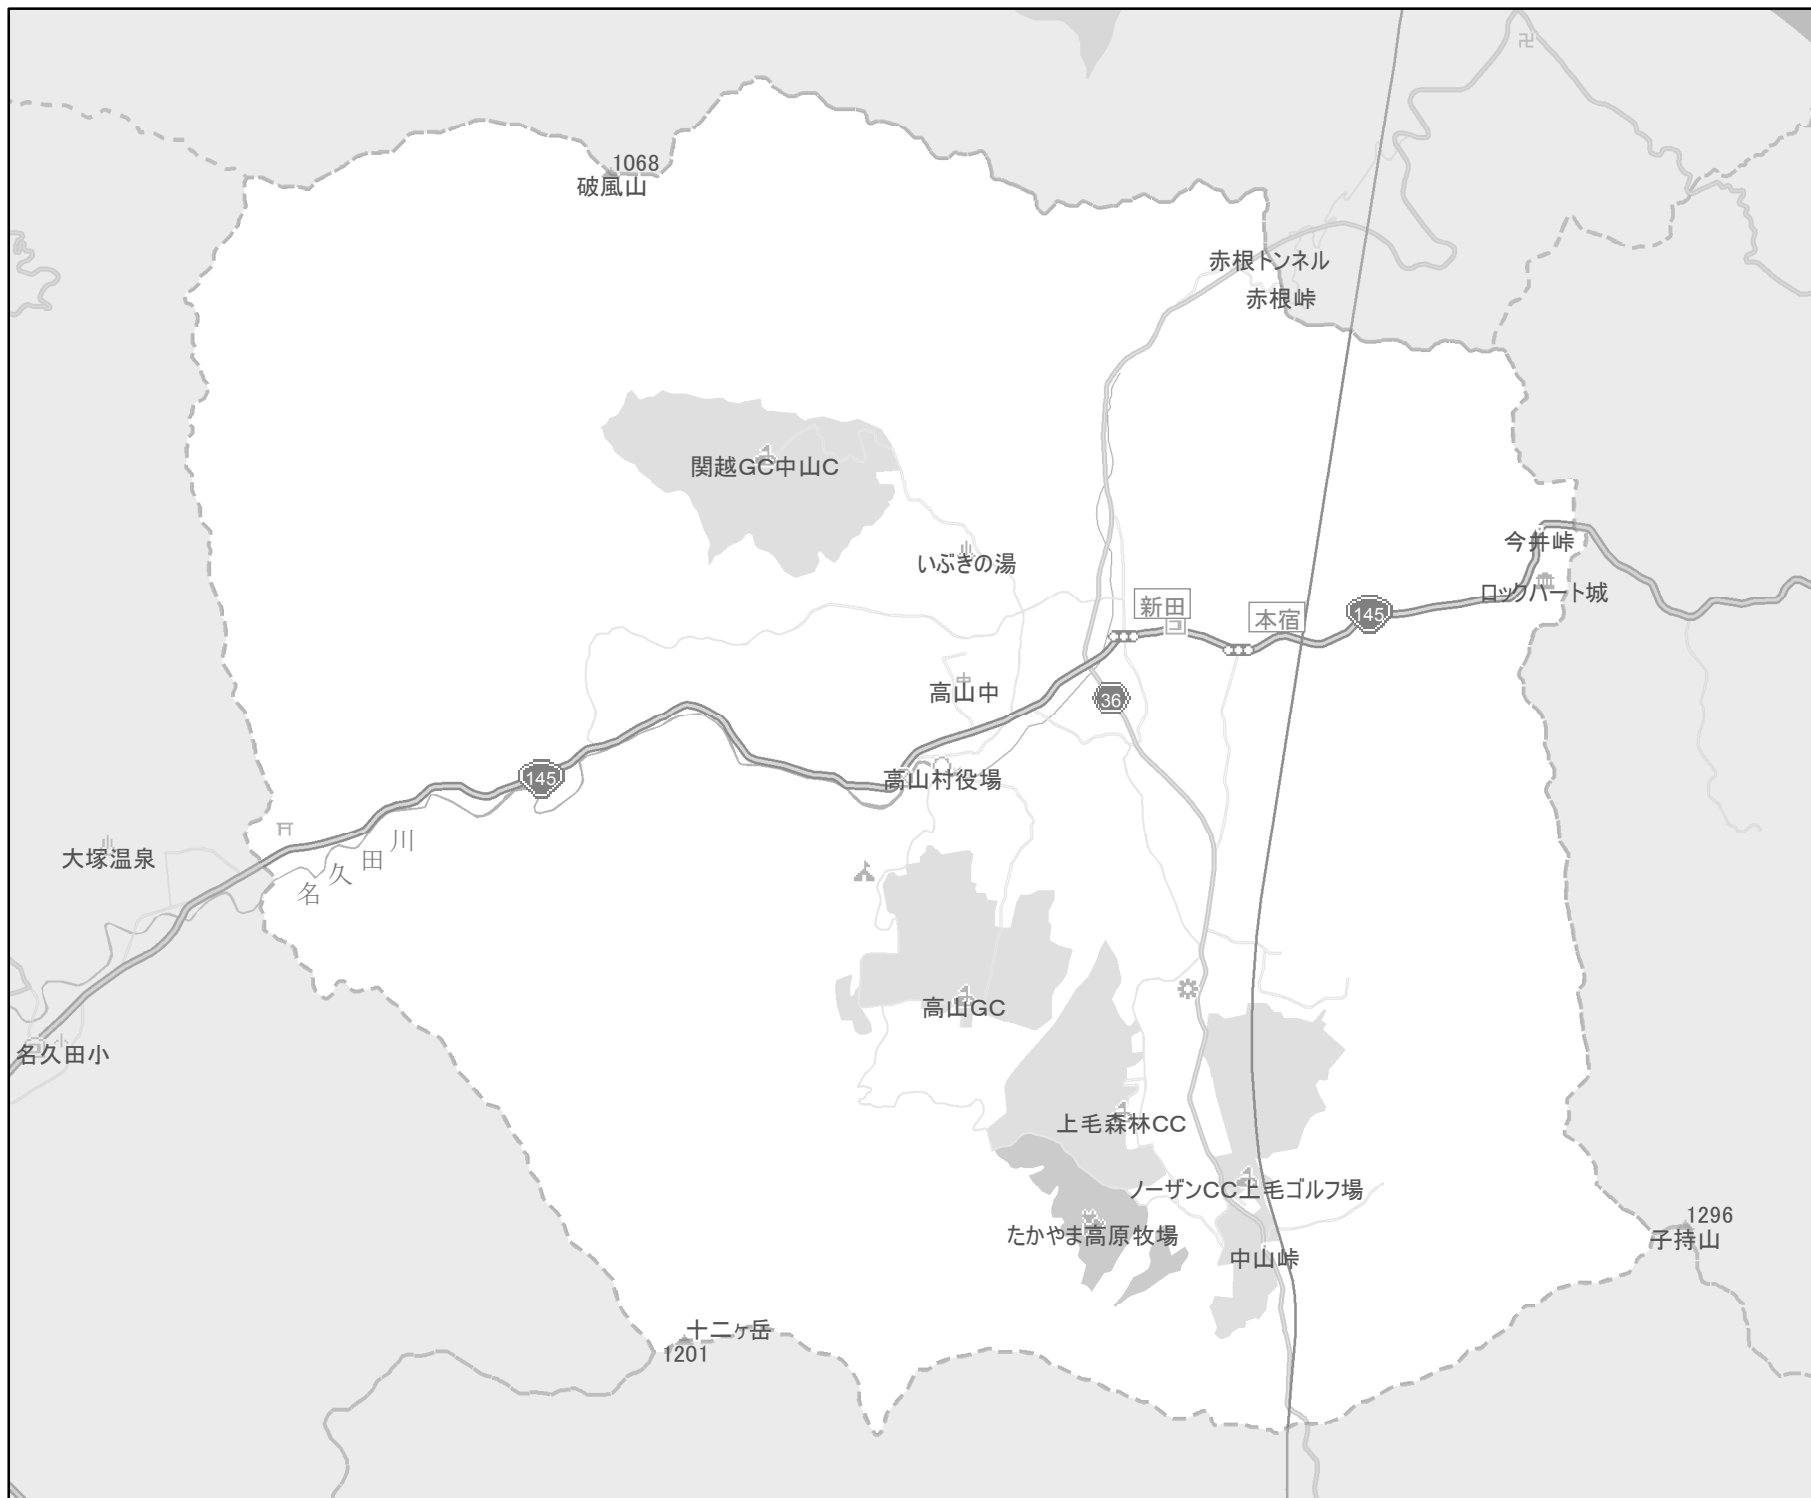 1068
破風山
赤根トンネル
赤根峠
関越GC中山C
今井峠
いぶきの湯
ロックハート城
新田
本宿
145
高山中
36
高山村役場
145
名久田川
大塚温泉
高山GC
小
名久田小
上毛森林CC
ノーザンCC上毛ゴルフ場
1296
子持山
たかやま高原牧場
中山峠
十二ヶ岳
1201